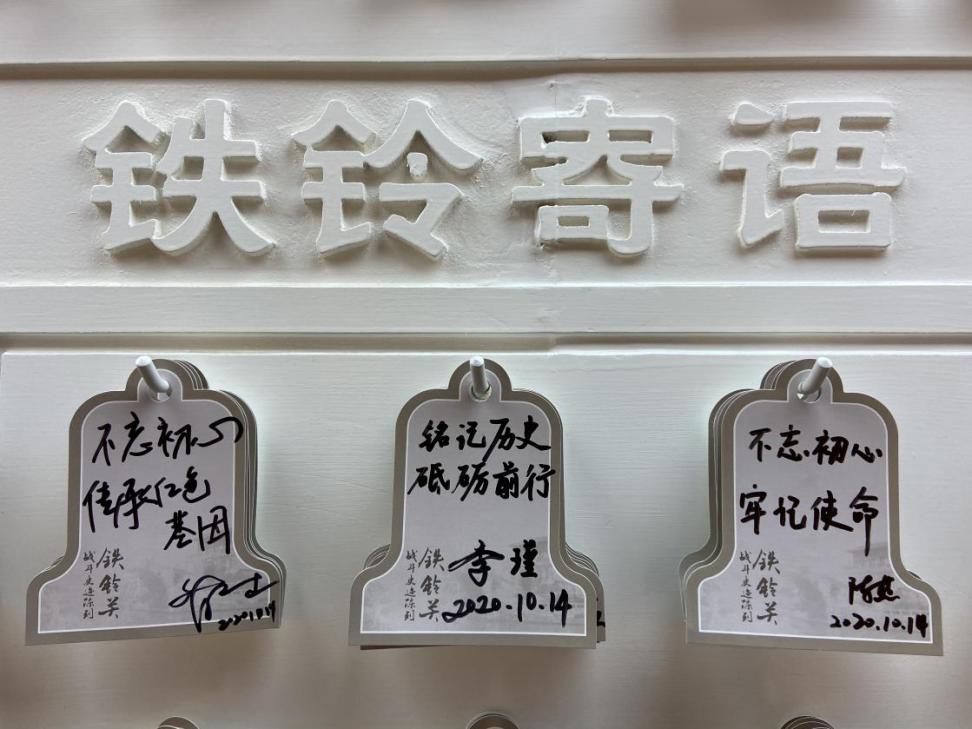 铁铃寄语
不忘初心
传承红色
基因
铁铃关
战斗史迹陈列
2020.10.14
铭记历史
砥砺前行
铁铃关
战斗史迹陈列
李瑾
2020.10.14
不忘初心
牢记使命
铁铃关
战斗史迹陈列
2020.10.14